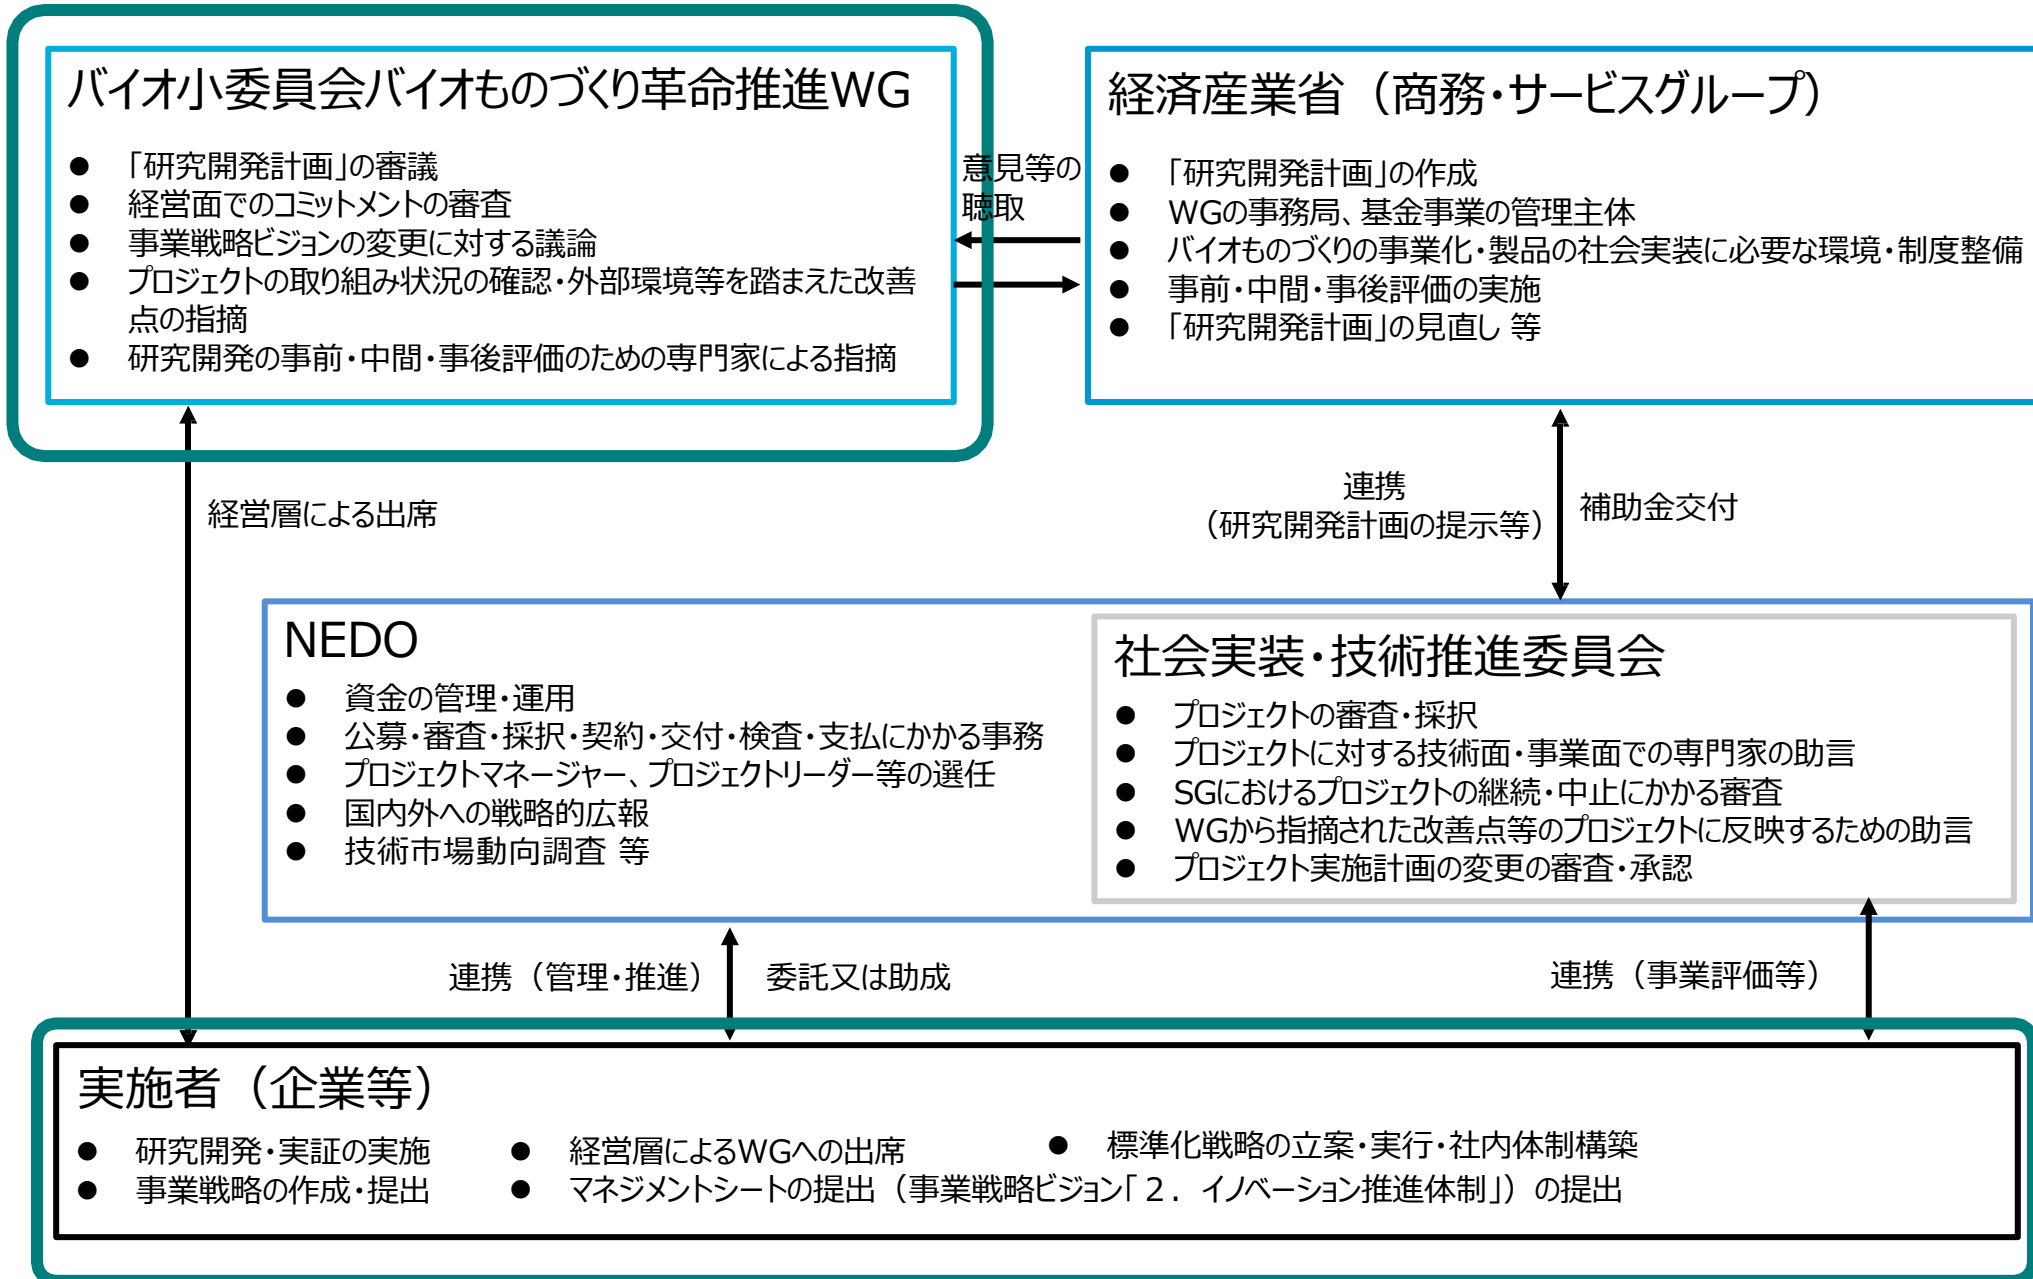 バイオ小委員会バイオものづくり革命推進WG
● 「研究開発計画」の審議
● 経営面でのコミットメントの審査
● 事業戦略ビジョンの変更に対する議論
● プロジェクトの取り組み状況の確認・外部環境等を踏まえた改善
点の指摘
● 研究開発の事前・中間・事後評価のための専門家による指摘
意見等の
聴取
経済産業省（商務・サービスグループ）
● 「研究開発計画」の作成
● WGの事務局、基金事業の管理主体
● バイオものづくりの事業化・製品の社会実装に必要な環境・制度整備
● 事前・中間・事後評価の実施
● 「研究開発計画」の見直し 等
経営層による出席
連携
（研究開発計画の提示等）
補助金交付
NEDO
● 資金の管理・運用
● 公募・審査・採択・契約・交付・検査・支払にかかる事務
● プロジェクトマネージャー、プロジェクトリーダー等の選任
● 国内外への戦略的広報
● 技術市場動向調査 等
社会実装・技術推進委員会
● プロジェクトの審査・採択
● プロジェクトに対する技術面・事業面での専門家の助言
● SGにおけるプロジェクトの継続・中止にかかる審査
● WGから指摘された改善点等のプロジェクトに反映するための助言
● プロジェクト実施計画の変更の審査・承認
連携（管理・推進）
委託又は助成
連携（事業評価等）
実施者（企業等）
● 研究開発・実証の実施
● 事業戦略の作成・提出
● 経営層によるWGへの出席
● マネジメントシートの提出（事業戦略ビジョン「２．イノベーション推進体制」）の提出
● 標準化戦略の立案・実行・社内体制構築